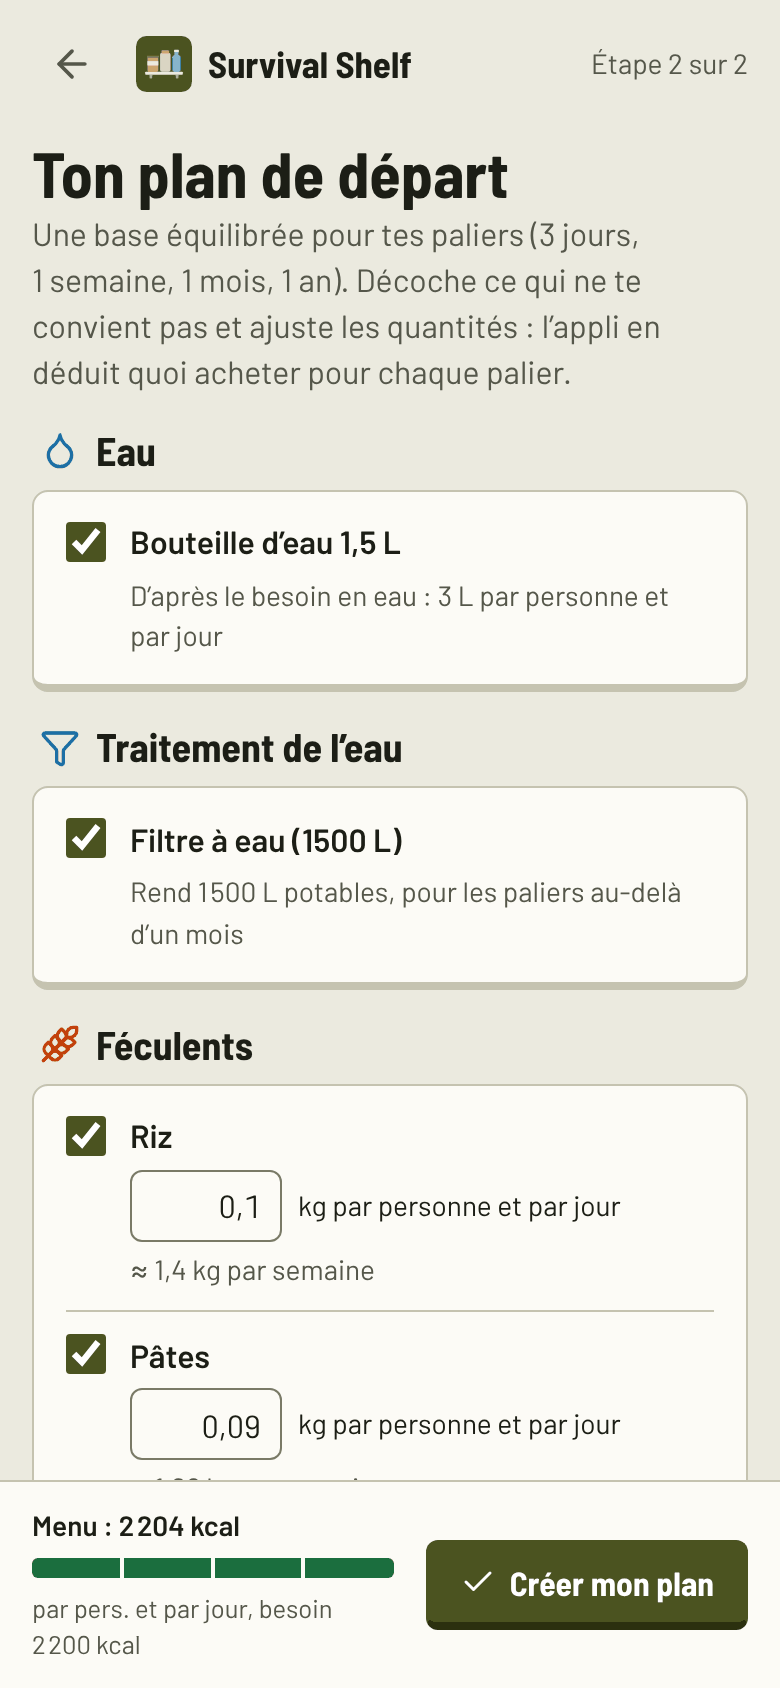 Survival Shelf
Étape 2 sur 2
Ton plan de départ
Une base équilibrée pour tes paliers (3 jours,
1 semaine, 1 mois, 1 an). Décoche ce qui ne te
convient pas et ajuste les quantités : l’appli en
déduit quoi acheter pour chaque palier.
Eau
Bouteille d’eau 1,5 L
D’après le besoin en eau : 3 L par personne et
par jour
Traitement de l’eau
Filtre à eau (1500 L)
Rend 1500 L potables, pour les paliers au-delà
d’un mois
Féculents
Riz
0,1 kg par personne et par jour
≈ 1,4 kg par semaine
Pâtes
0,09 kg par personne et par jour
Menu : 2 204 kcal
par pers. et par jour, besoin
2 200 kcal
Créer mon plan